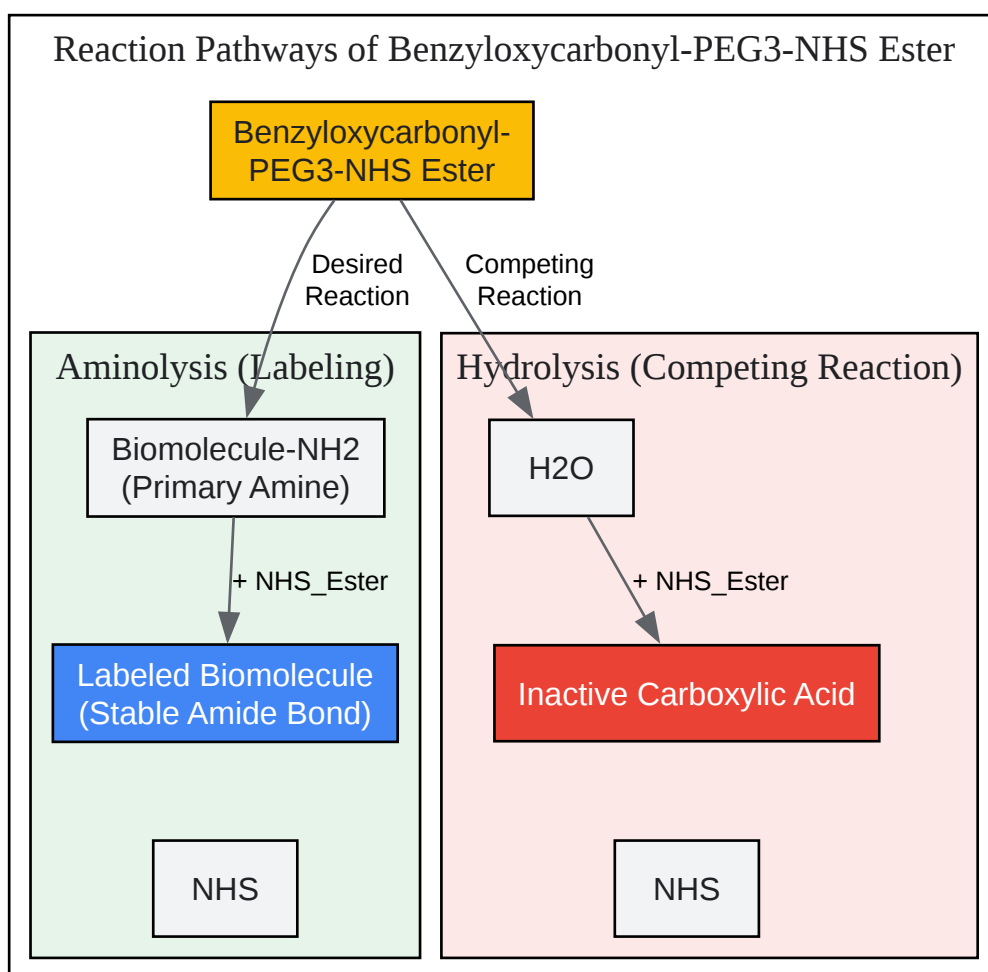 Reaction Pathways of Benzyloxycarbonyl-PEG3-NHS Ester
Benzyloxycarbonyl-
PEG3-NHS Ester
Desired
Reaction
Competing
Reaction
Aminolysis (Labeling)
Biomolecule-NH2
(Primary Amine)
+ NHS_Ester
Labeled Biomolecule
(Stable Amide Bond)
NHS
Hydrolysis (Competing Reaction)
H2O
+ NHS_Ester
Inactive Carboxylic Acid
NHS